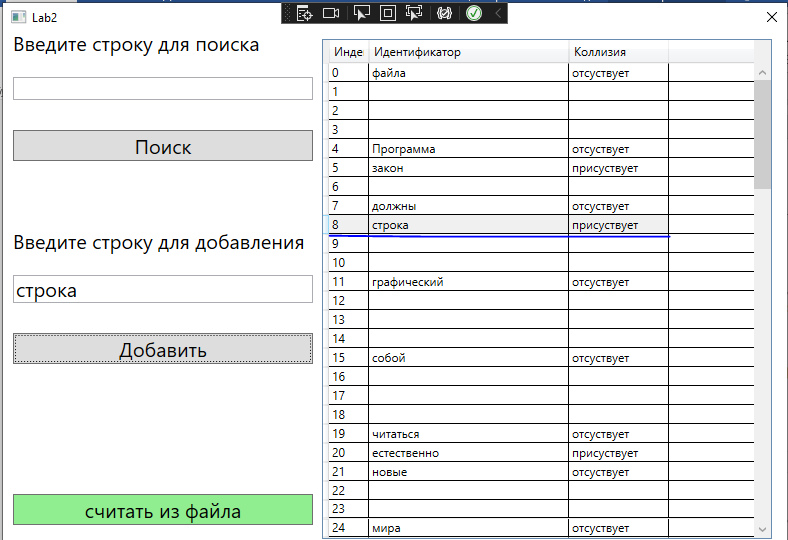 Lab2
Введите строку для поиска
Поиск
Введите строку для добавления
строка
Добавить
считать из файла
Инде Идентификатор Коллизия
0 файла отсуствует
1
2
3
4 Программа отсуствует
5 закон присуствует
6
7 должны отсуствует
8 строка присуствует
9
10
11 графический отсуствует
12
13
14
15 собой отсуствует
16
17
18
19 читаться отсуствует
20 естественно присуствует
21 новые отсуствует
22
23
24 мира отсуствует